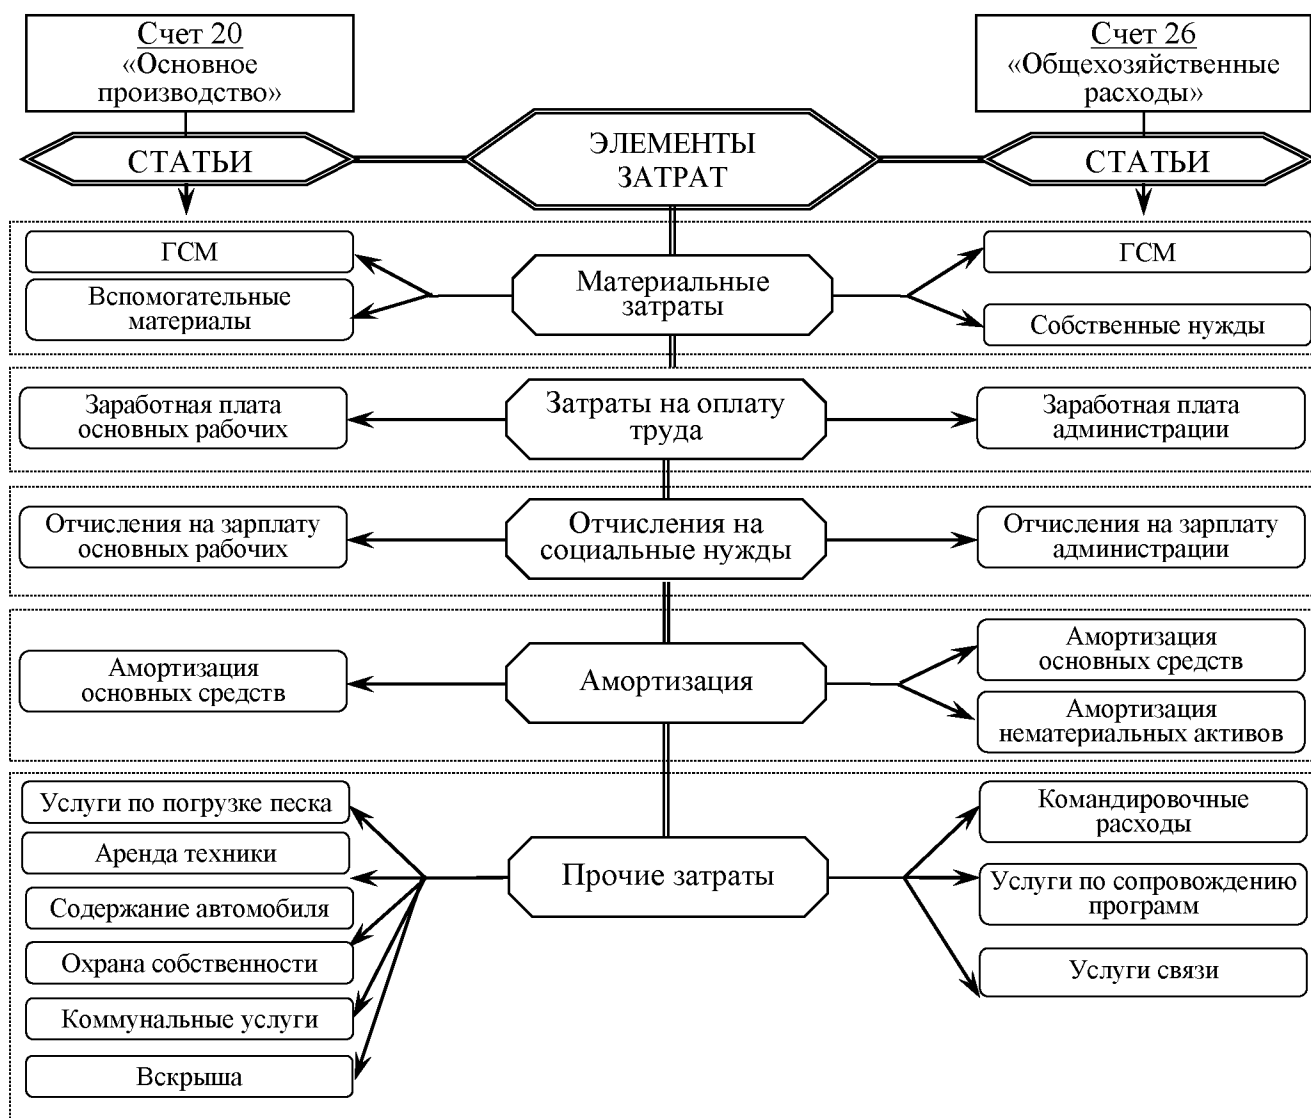 Счет 20
«Основное
производство»
Счет 26
«Общехозяйственные
расходы»
СТАТЬИ
ЭЛЕМЕНТЫ
ЗАТРАТ
СТАТЬИ
ГСМ
Вспомогательные
материалы
Материальные
затраты
ГСМ
Собственные нужды
Заработная плата
основных рабочих
Затраты на оплату
труда
Заработная плата
администрации
Отчисления на зарплату
основных рабочих
Отчисления на
социальные нужды
Отчисления на зарплату
администрации
Амортизация
основных средств
Амортизация
Амортизация
основных средств
Амортизация
нематериальных активов
Услуги по погрузке песка
Аренда техники
Содержание автомобиля
Охрана собственности
Коммунальные услуги
Вскрыша
Прочие затраты
Командировочные
расходы
Услуги по сопровождению
программ
Услуги связи